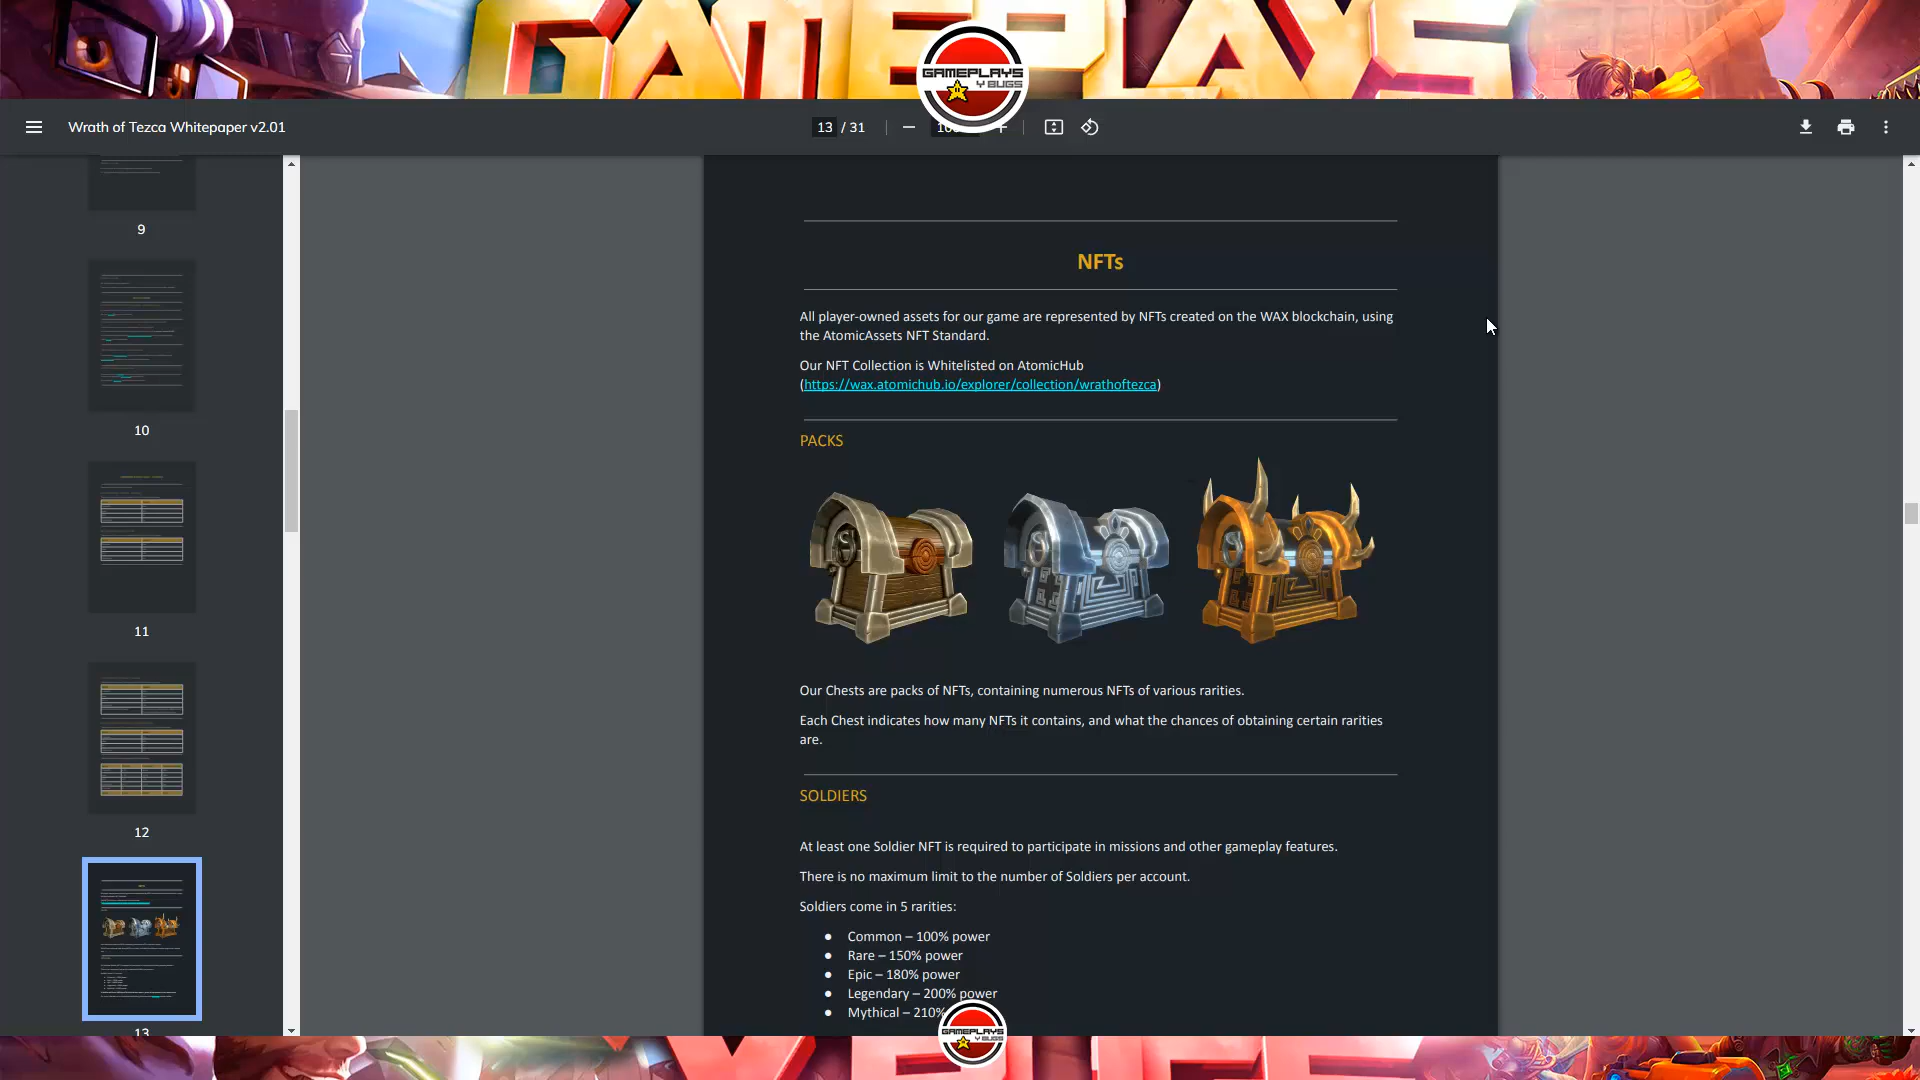 GAMEPLAYS
GAMEPLAYS
Y BUGS
Wrath of Tezca Whitepaper v2.01
13 / 31
9
10
11
12
13
NFTs
All player-owned assets for our game are represented by NFTs created on the WAX blockchain, using
the AtomicAssets NFT Standard.
Our NFT Collection is Whitelisted on AtomicHub
(https://wax.atomichub.io/explorer/collection/wrathoftezca)
PACKS
Our Chests are packs of NFTs, containing numerous NFTs of various rarities.
Each Chest indicates how many NFTs it contains, and what the chances of obtaining certain rarities
are.
SOLDIERS
At least one Soldier NFT is required to participate in missions and other gameplay features.
There is no maximum limit to the number of Soldiers per account.
Soldiers come in 5 rarities:
● Common – 100% power
● Rare – 150% power
● Epic – 180% power
● Legendary – 200% power
● Mythical – 210%
GAMEPLAYS
Y BUGS